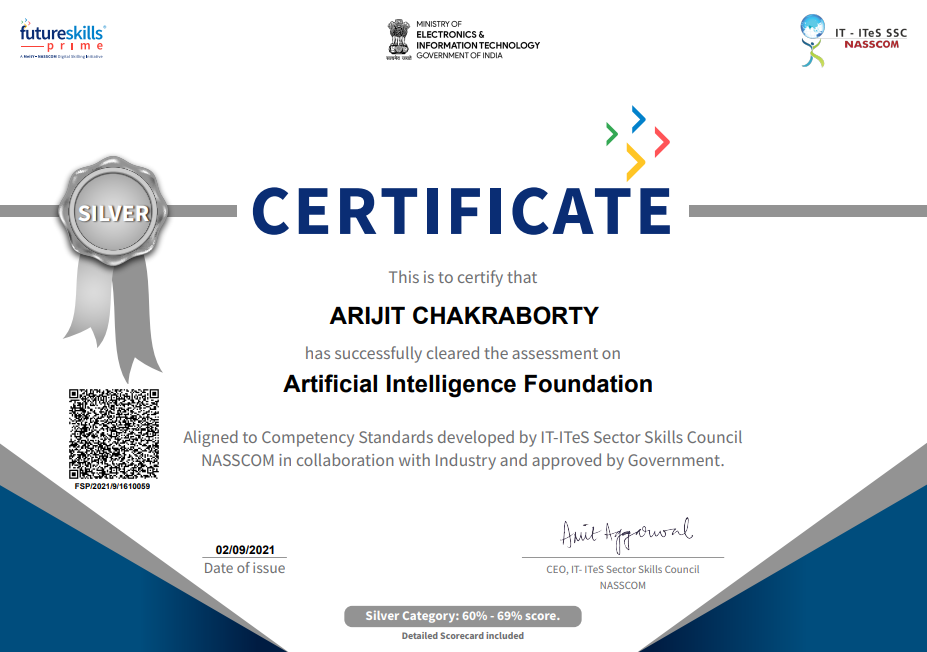 futureskills
prime
A MeitY-NASSCOM Digital Skilling Initiative
MINISTRY OF
ELECTRONICS &
INFORMATION TECHNOLOGY
GOVERNMENT OF INDIA
सत्यमेव जयते
IT - ITeS SSC
NASSCOM
SILVER
CERTIFICATE
This is to certify that
ARIJIT CHAKRABORTY
has successfully cleared the assessment on
Artificial Intelligence Foundation
Aligned to Competency Standards developed by IT-ITeS Sector Skills Council
NASSCOM in collaboration with Industry and approved by Government.
FSP/2021/9/1610059
02/09/2021
Date of issue
Amit Aggarwal
CEO, IT- ITeS Sector Skills Council
NASSCOM
Silver Category: 60% - 69% score.
Detailed Scorecard included